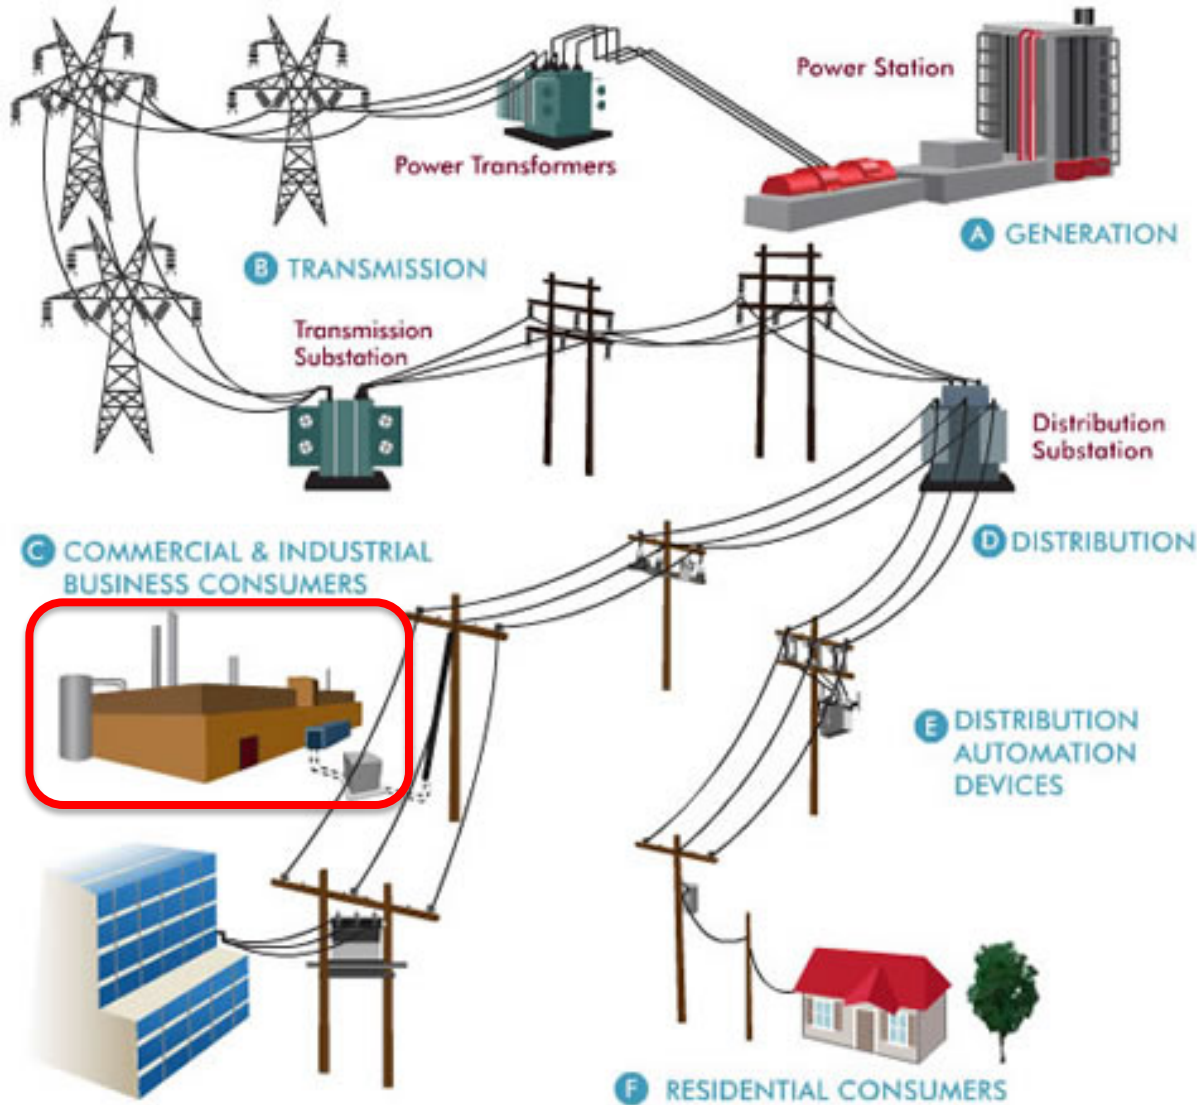 Power Station
Power Transformers
A GENERATION
B TRANSMISSION
Transmission
Substation
Distribution
Substation
C COMMERCIAL & INDUSTRIAL
BUSINESS CONSUMERS
D DISTRIBUTION
E DISTRIBUTION
AUTOMATION
DEVICES
F RESIDENTIAL CONSUMERS